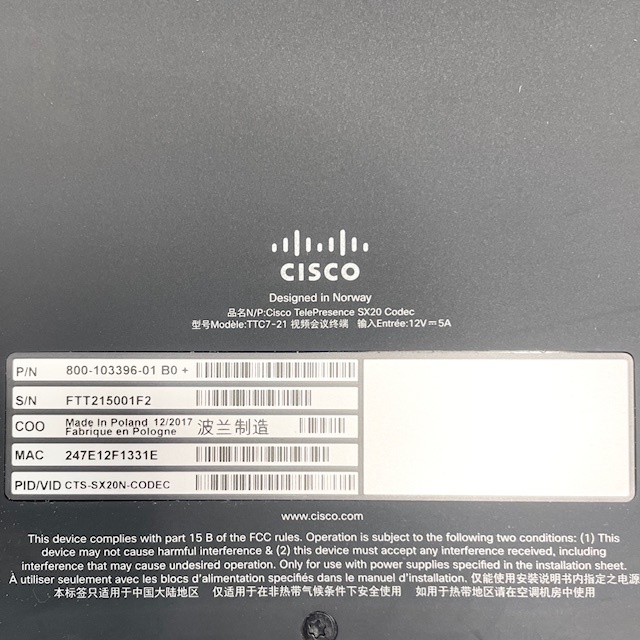 CISCO
Designed in Norway
品名N/P:Cisco TelePresence SX20 Codec
型号Modèle:TTC7-21 视频会议终端 输入Entrée:12V⎓5A
P/N 800-103396-01 B0 +
S/N FTT215001F2
COO Made In Poland 12/2017 波兰制造
Fabrique en Pologne
MAC 247E12F1331E
PID/VID CTS-SX20N-CODEC
www.cisco.com
This device complies with part 15 B of the FCC rules. Operation is subject to the following two conditions: (1) This
device may not cause harmful interference & (2) this device must accept any interference received, including
interference that may cause undesired operation. Only for use with power supplies specified in the installation sheet.
À utiliser seulement avec les blocs d'alimentation specifiés dans le manuel d'installation. 仅能使用安裝说明书内指定之电源
本标签只适用于中国大陆地区 仅适用于在非热带气候条件下安全使用 如用于热带地区请在空调机房中使用